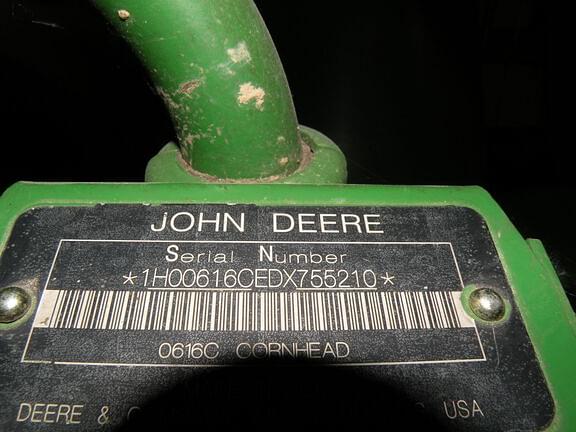 JOHN DEERE
Serial Number
*1H00616CEDX755210*
0616C CORNHEAD
DEERE &
USA